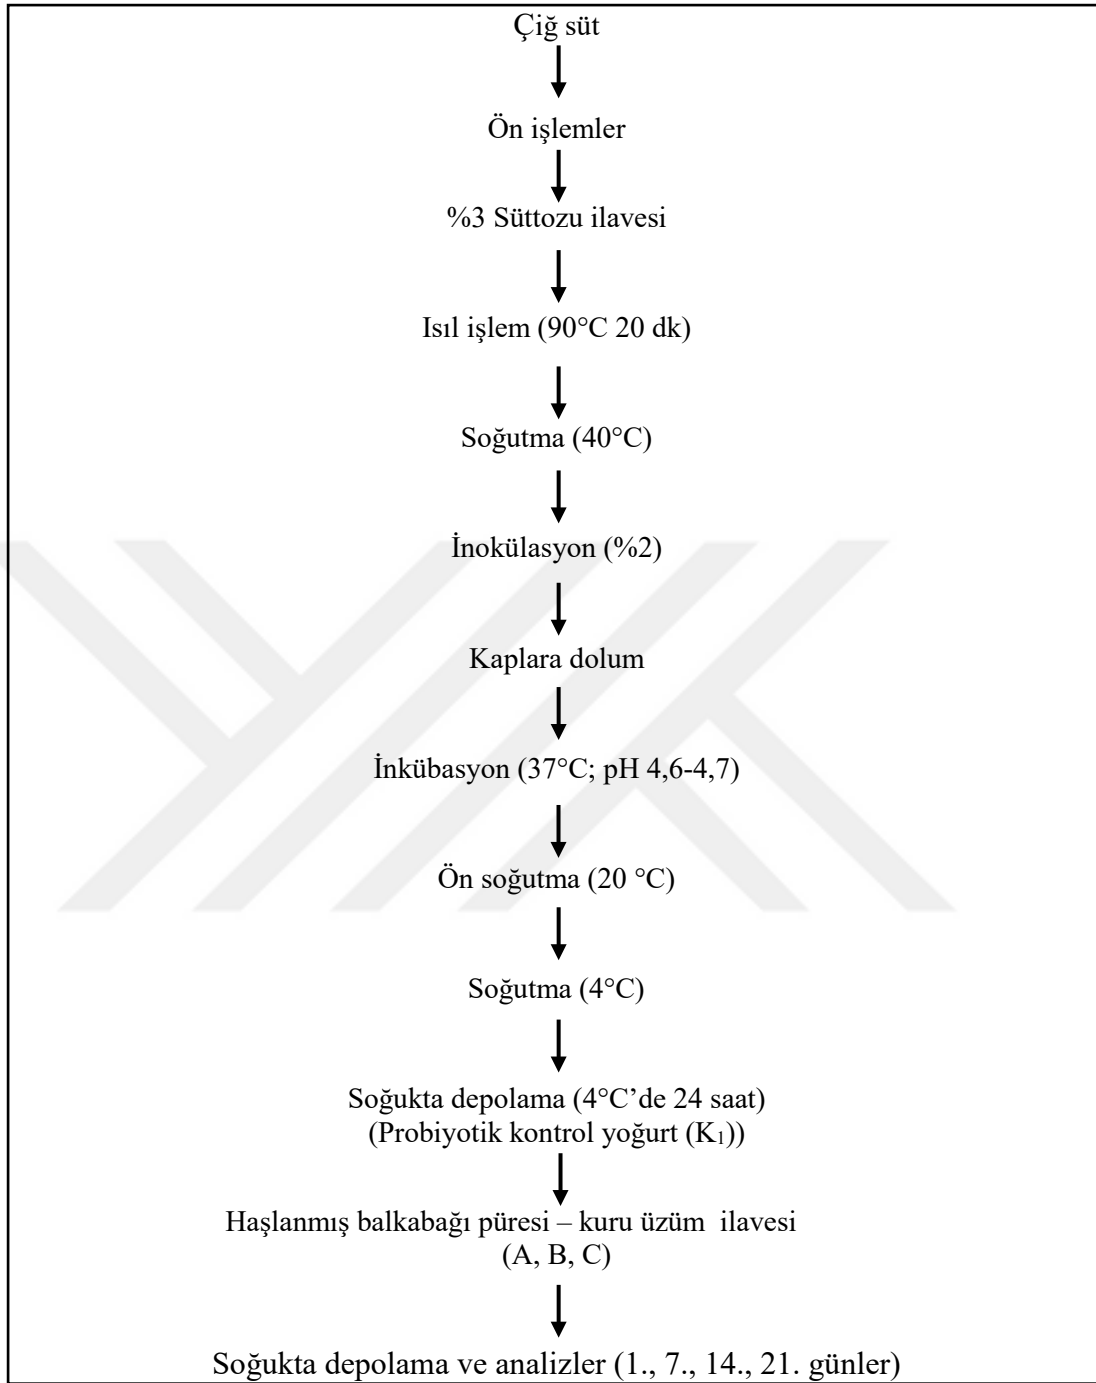 Çiğ süt
Ön işlemler
%3 Süttozu ilavesi
Isıl işlem (90°C 20 dk)
Soğutma (40°C)
İnokülasyon (%2)
Kaplara dolum
İnkübasyon (37°C; pH 4,6-4,7)
Ön soğutma (20 °C)
Soğutma (4°C)
Soğukta depolama (4°C’de 24 saat)
(Probiyotik kontrol yoğurt (K₁))
Haşlanmış balkabağı püresi – kuru üzüm ilavesi
(A, B, C)
Soğukta depolama ve analizler (1., 7., 14., 21. günler)